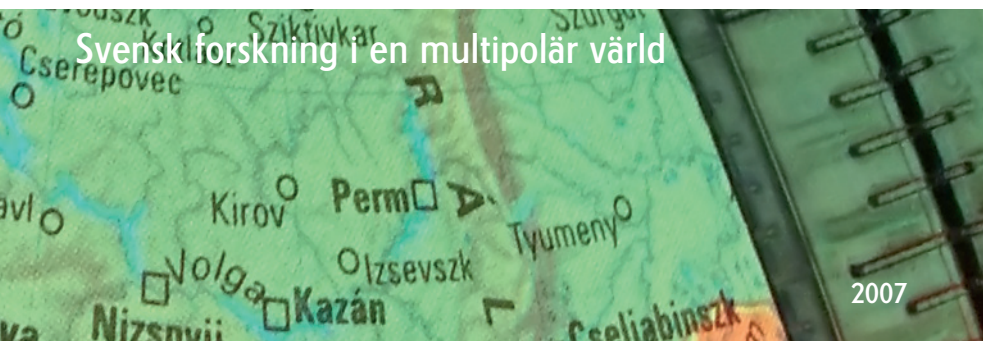 Sziktivkar
Svensk forskning i en multipolär värld
Cserepovec
R
Kirov
Perm
A
Tyumeny
Volga
Izsevszk
2007
Kazán
L
Nizsnyij
Cseljabinszk